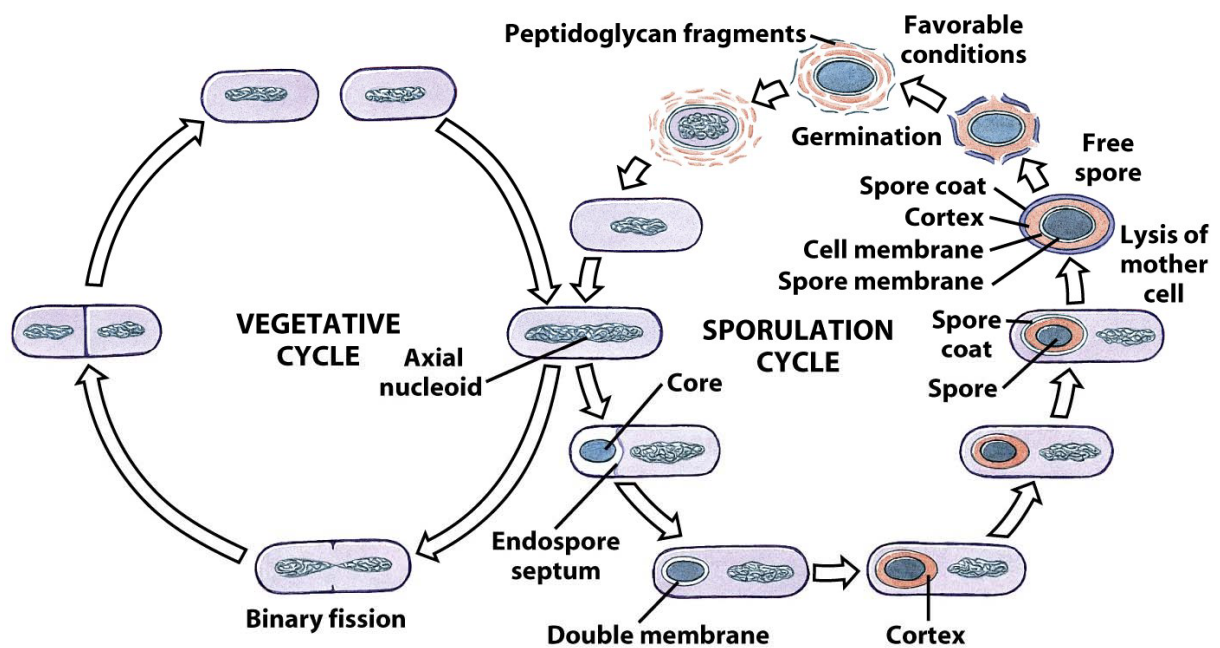 Peptidoglycan fragments
Favorable
conditions
Germination
Free
spore
Spore coat
Cortex
Cell membrane
Spore membrane
Lysis of
mother
cell
VEGETATIVE
CYCLE
Axial
nucleoid
SPORULATION
CYCLE
Spore
coat
Spore
Core
Endospore
septum
Binary fission
Double membrane
Cortex